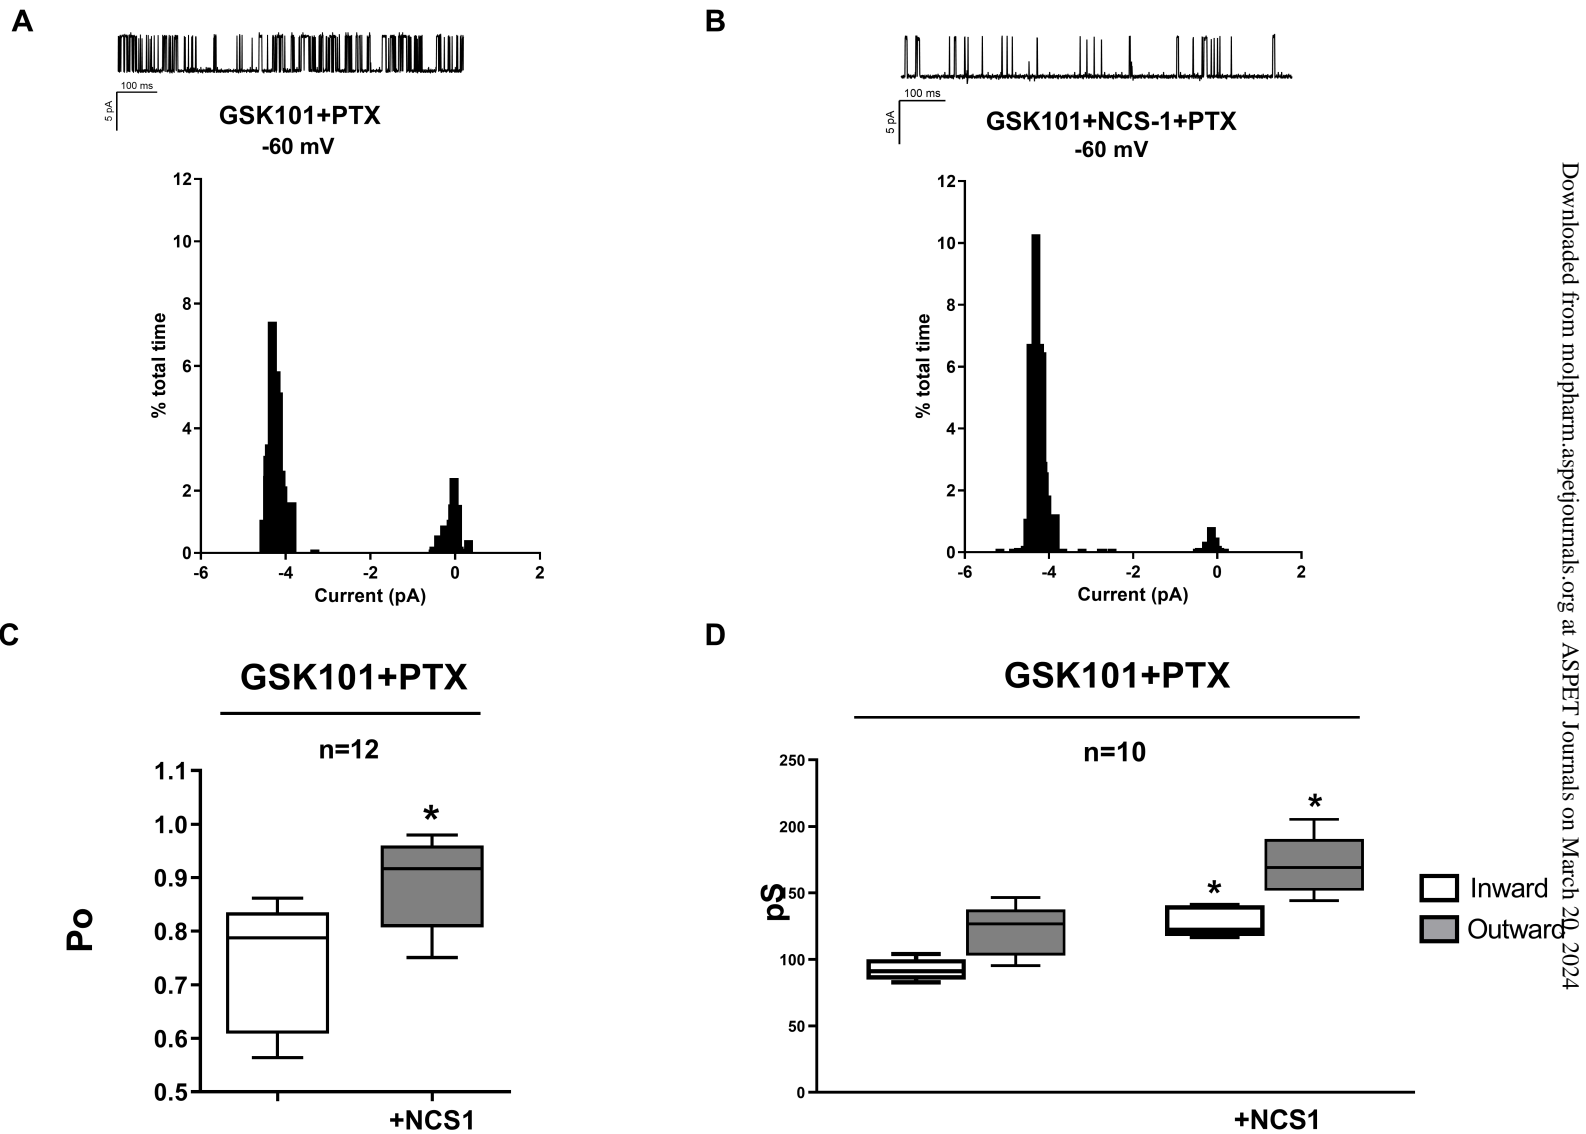 A
100 ms
5 pA
GSK101+PTX
-60 mV
12
10
8
6
4
2
0
% total time
-6 -4 -2 0 2
Current (pA)
B
100 ms
5 pA
GSK101+NCS-1+PTX
-60 mV
12
10
8
6
4
2
0
% total time
-6 -4 -2 0 2
Current (pA)
C
GSK101+PTX
n=12
1.1
1.0
0.9
0.8
0.7
0.6
0.5
Po
*
+NCS1
D
GSK101+PTX
n=10
250
200
150
100
50
0
pS
*
*
+NCS1
Inward
Outward
Downloaded from molpharm.aspetjournals.org at ASPET Journals on March 20, 2024